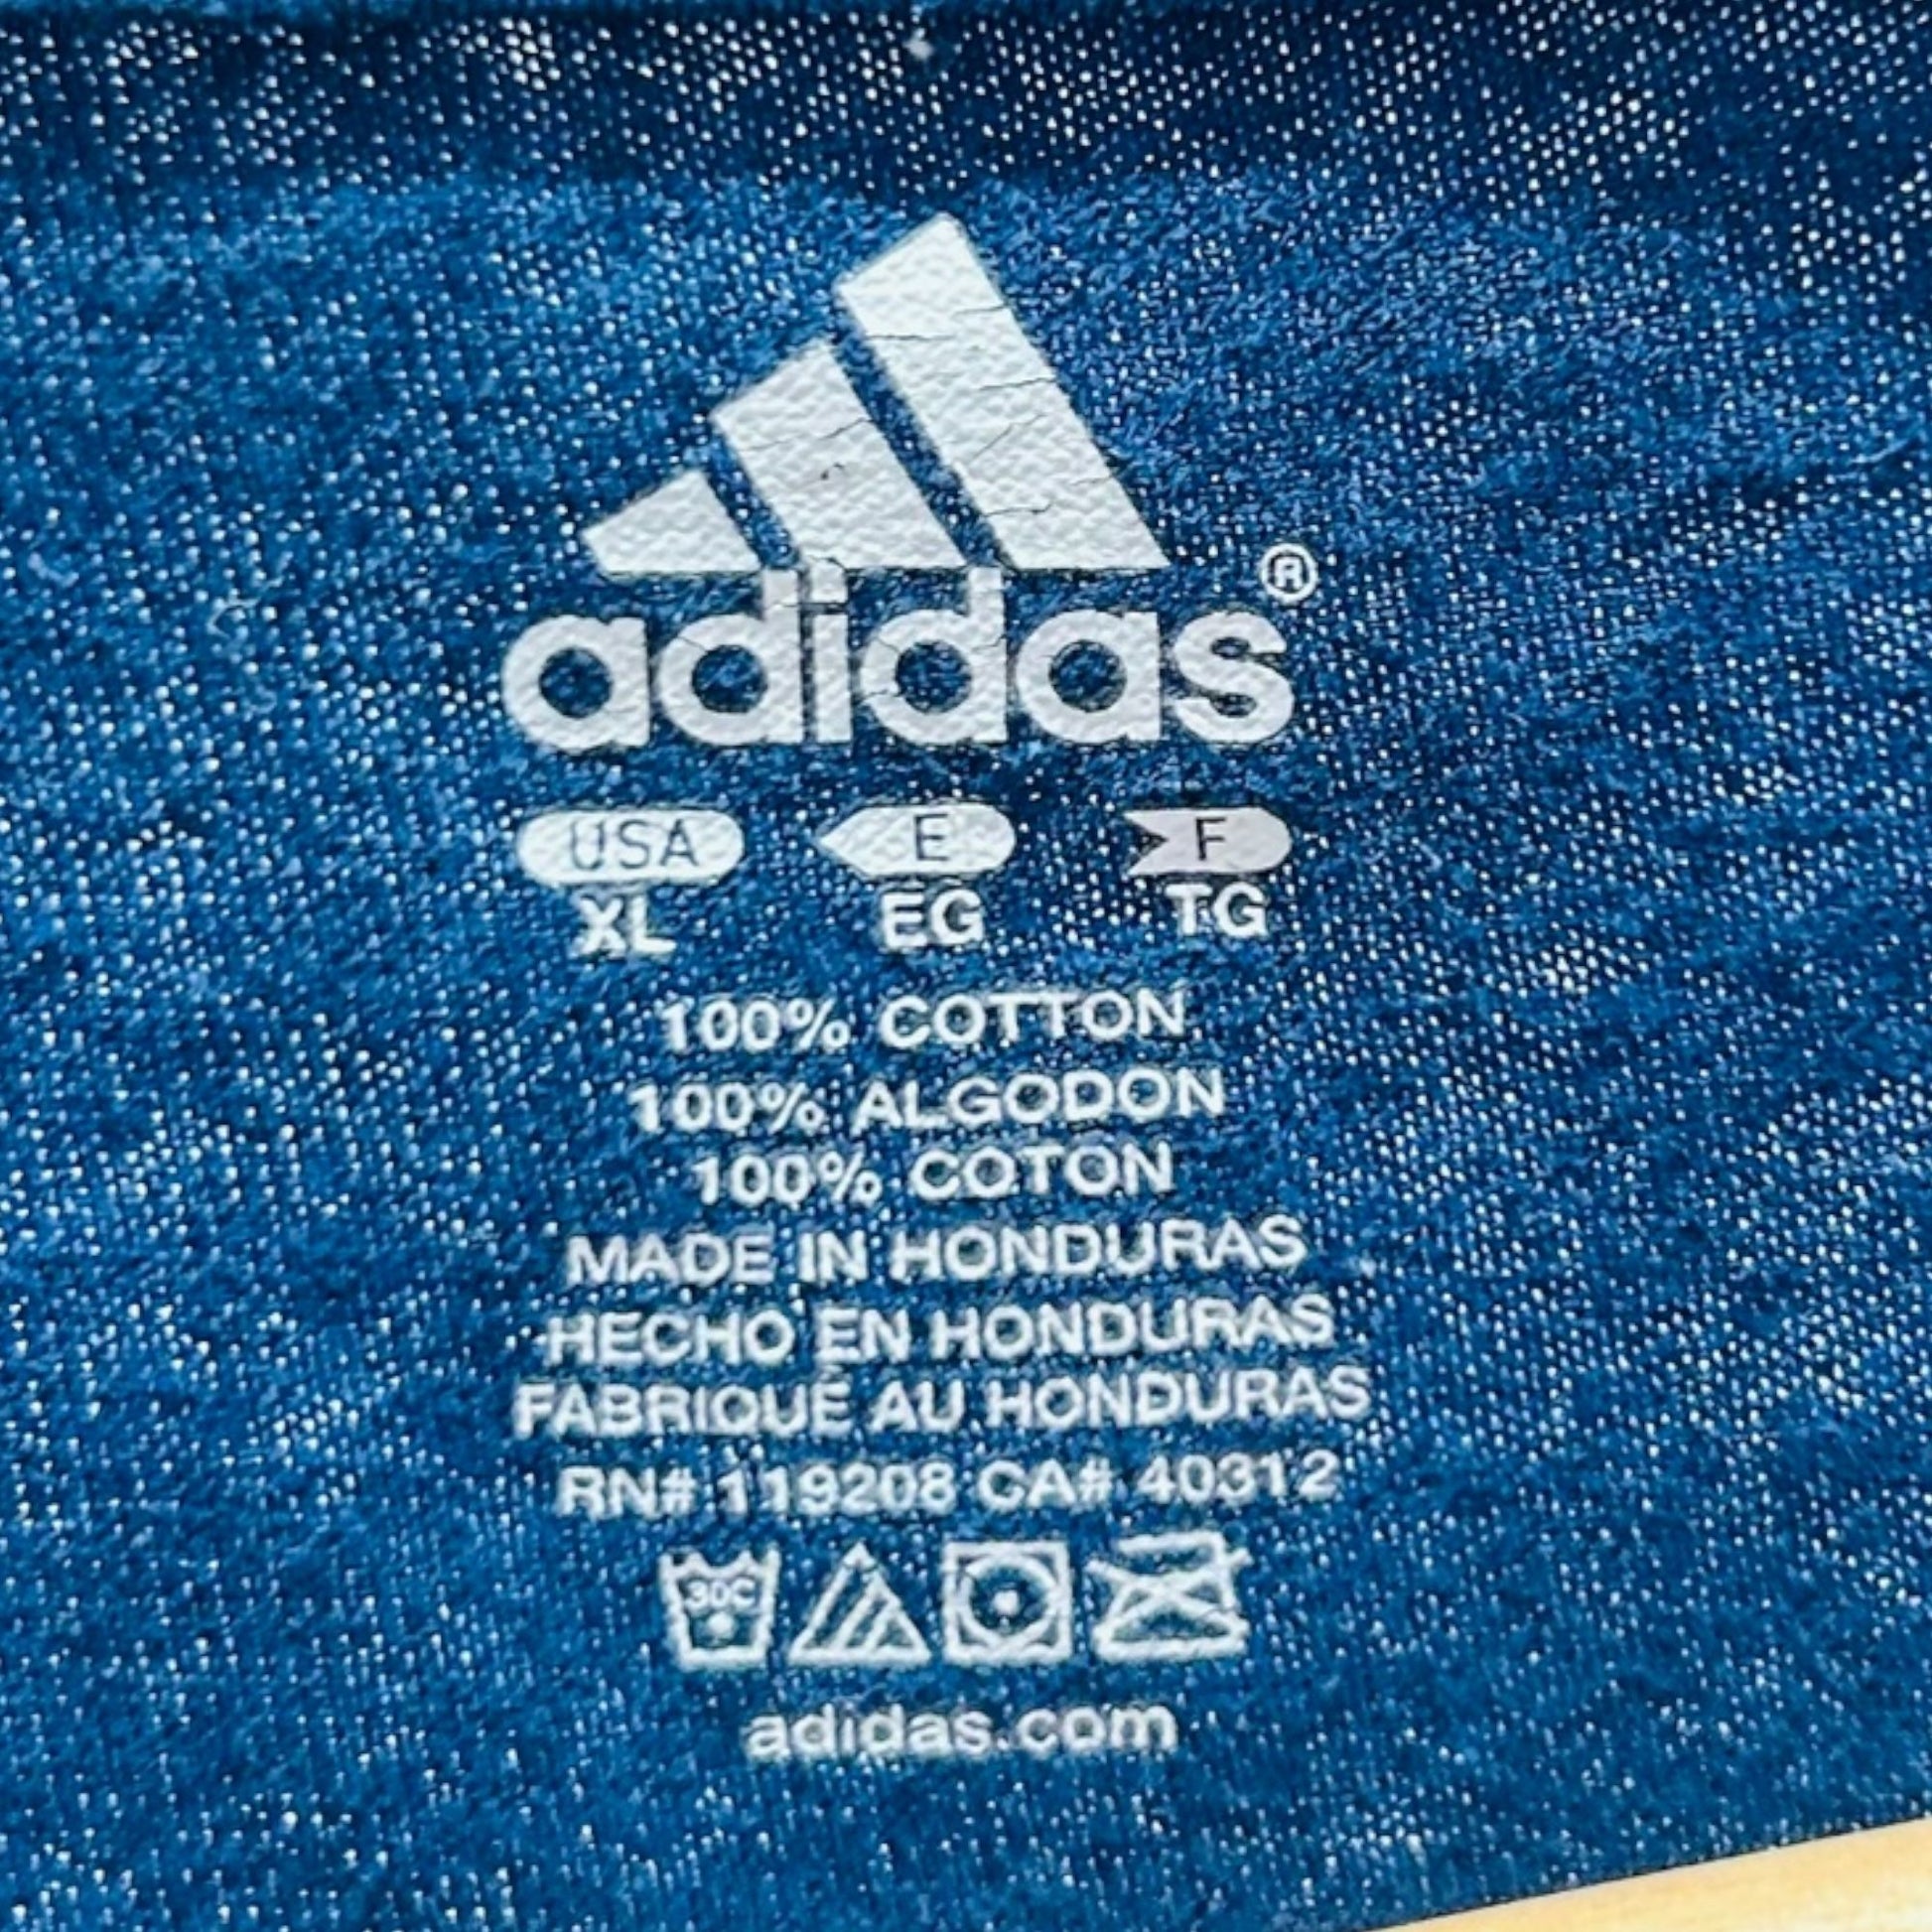 adidas®
USA E F
XL EG TG
100% COTTON
100% ALGODON
100% COTON
MADE IN HONDURAS
HECHO EN HONDURAS
FABRIQUÉ AU HONDURAS
RN# 119208 CA# 40312
30C
adidas.com